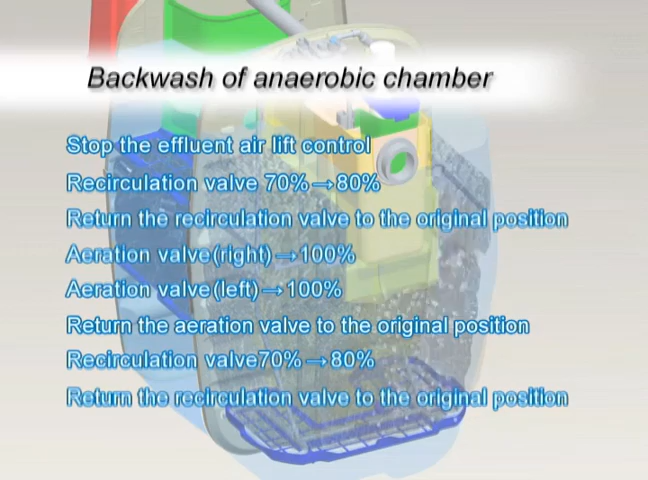 Backwash of anaerobic chamber
Stop the effluent air lift control
Recirculation valve 70%→80%
Return the recirculation valve to the original position
Aeration valve(right)→100%
Aeration valve(left)→100%
Return the aeration valve to the original position
Recirculation valve70%→80%
Return the recirculation valve to the original position